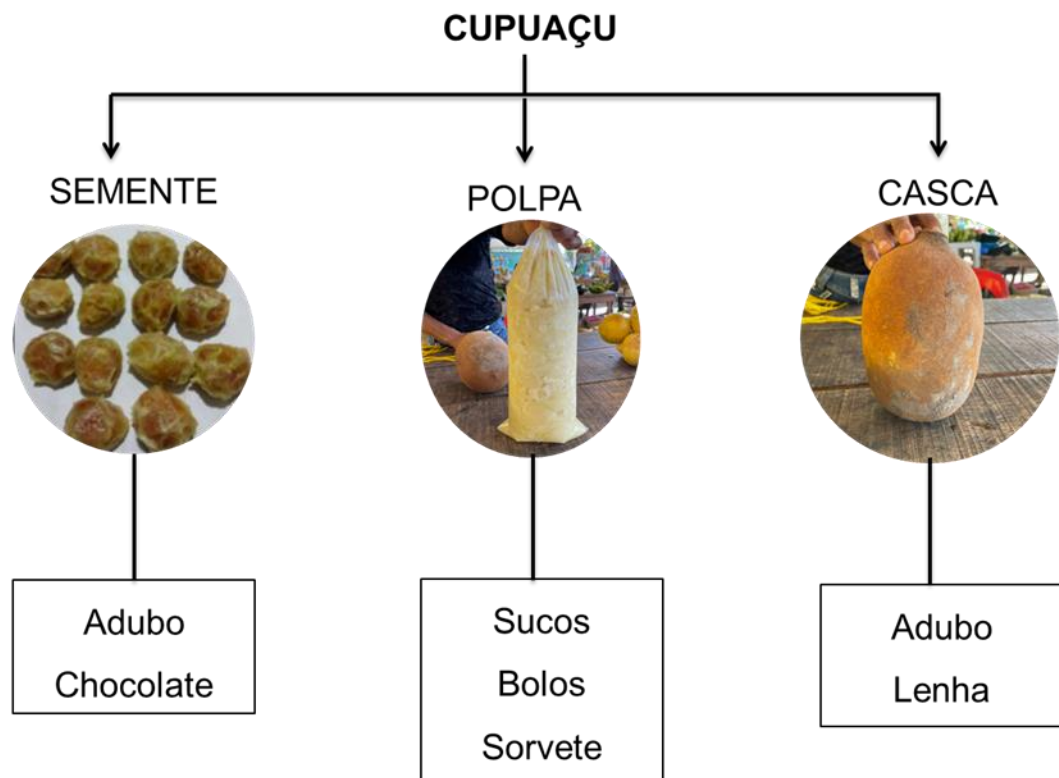 CUPUAÇU
SEMENTE
POLPA
CASCA
Adubo
Chocolate
Sucos
Bolos
Sorvete
Adubo
Lenha